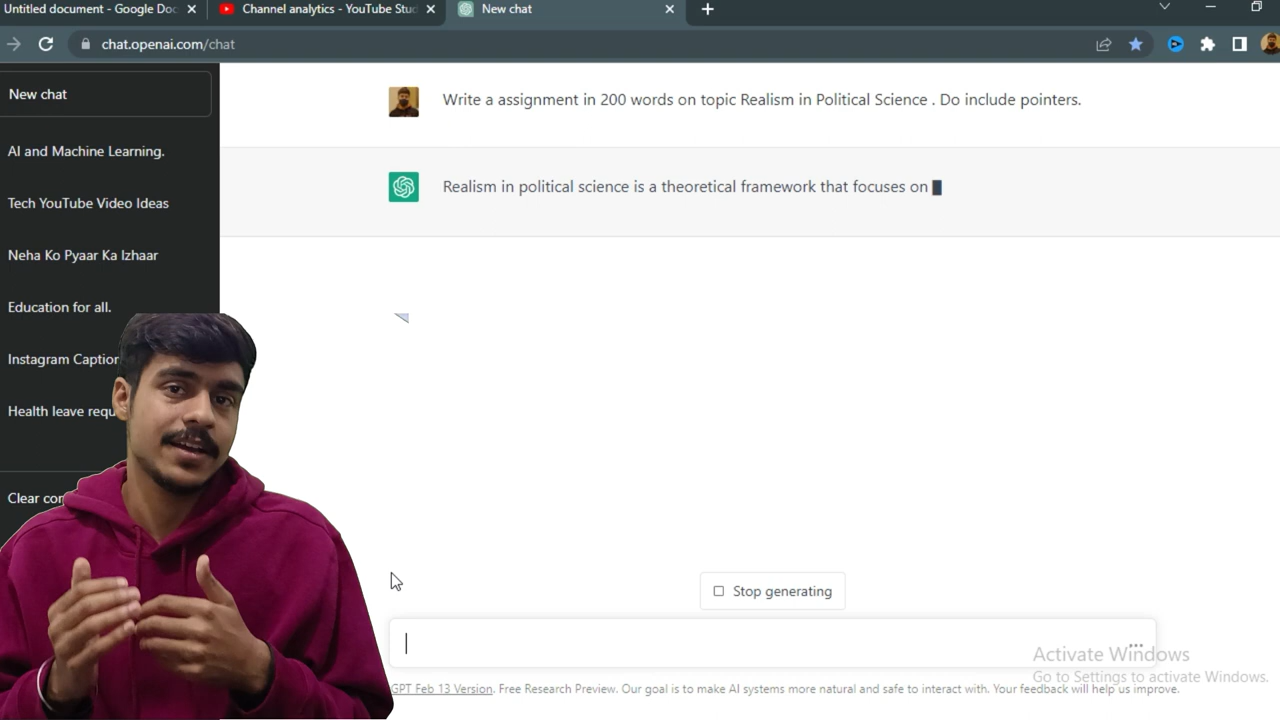 Untitled document - Google Doc
Channel analytics - YouTube Stud
New chat
chat.openai.com/chat
New chat
Write a assignment in 200 words on topic Realism in Political Science . Do include pointers.
AI and Machine Learning.
Realism in political science is a theoretical framework that focuses on
Tech YouTube Video Ideas
Neha Ko Pyaar Ka Izhaar
Education for all.
Instagram Caption
Health leave requ
Clear con
Stop generating
Activate Windows
Go to Settings to activate Windows.
GPT Feb 13 Version. Free Research Preview. Our goal is to make AI systems more natural and safe to interact with. Your feedback will help us improve.